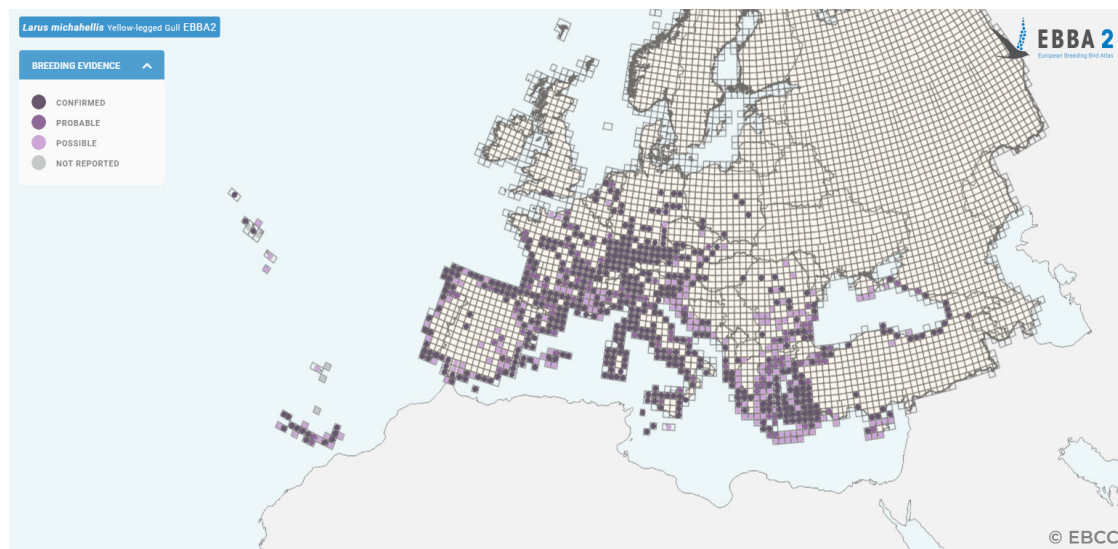 Larus michahellis Yellow-legged Gull EBBA2
BREEDING EVIDENCE
CONFIRMED
PROBABLE
POSSIBLE
NOT REPORTED
EBBA 2
European Breeding Bird Atlas
© EBCC